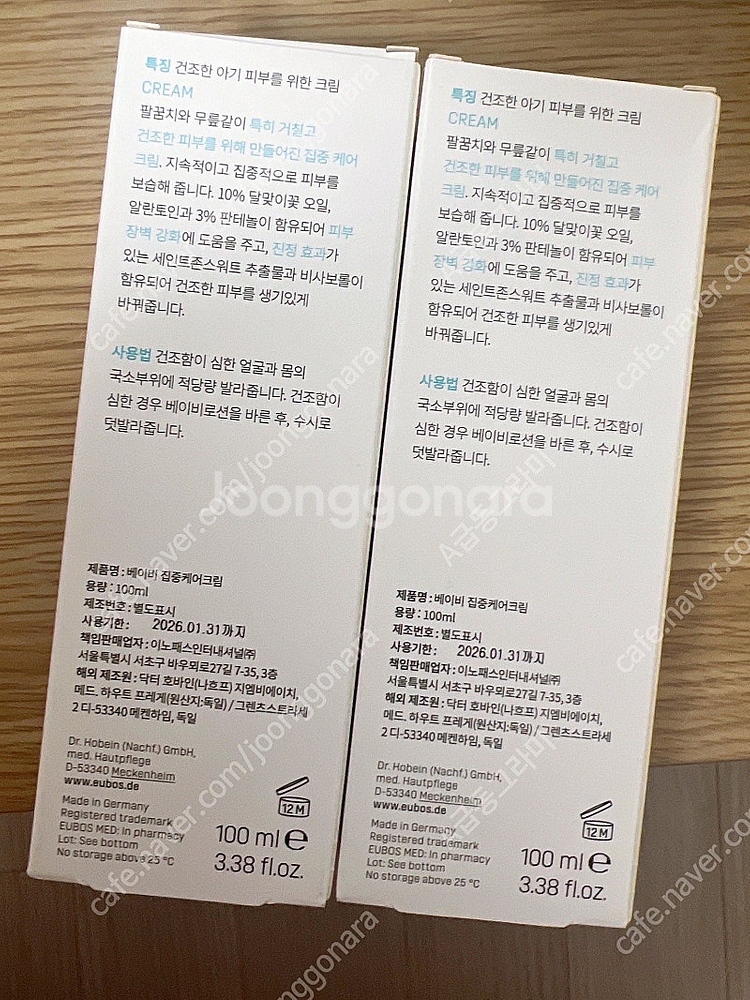 특징 건조한 아기 피부를 위한 크림
CREAM
팔꿈치와 무릎같이 특히 거칠고
건조한 피부를 위해 만들어진 집중 케어
크림. 지속적이고 집중적으로 피부를
보습해 줍니다. 10% 달맞이꽃 오일,
알란토인과 3% 판테놀이 함유되어 피부
장벽 강화에 도움을 주고, 진정 효과가
있는 세인트존스워트 추출물과 비사보롤이
함유되어 건조한 피부를 생기있게
바꿔줍니다.
사용법 건조함이 심한 얼굴과 몸의
국소부위에 적당량 발라줍니다. 건조함이
심한 경우 베이비로션을 바른 후, 수시로
덧발라줍니다.
제품명 : 베이비 집중케어크림
용량 : 100ml
제조번호 : 별도표시
사용기한 : 2026.01.31까지
책임판매업자 : 이노패스인터내셔널㈜
서울특별시 서초구 바우뫼로27길 7-35, 3층
해외 제조원 : 닥터 호바인(나흐프) 지엠비에이치,
메드. 하우트 프레게(원산지:독일) / 그렌츠스트라세
2 디-53340 메켄하임, 독일
Dr. Hobein (Nachf.) GmbH,
med. Hautpflege
D-53340 Meckenheim
www.eubos.de
Made in Germany
Registered trademark
EUBOS MED: In pharmacy
Lot: See bottom
No storage above 25 °C
12 M
100 ml ℮
3.38 fl.oz.
특징 건조한 아기 피부를 위한 크림
CREAM
팔꿈치와 무릎같이 특히 거칠고
건조한 피부를 위해 만들어진 집중 케어
크림. 지속적이고 집중적으로 피부를
보습해 줍니다. 10% 달맞이꽃 오일,
알란토인과 3% 판테놀이 함유되어 피부
장벽 강화에 도움을 주고, 진정 효과가
있는 세인트존스워트 추출물과 비사보롤이
함유되어 건조한 피부를 생기있게
바꿔줍니다.
사용법 건조함이 심한 얼굴과 몸의
국소부위에 적당량 발라줍니다. 건조함이
심한 경우 베이비로션을 바른 후, 수시로
덧발라줍니다.
제품명 : 베이비 집중케어크림
용량 : 100ml
제조번호 : 별도표시
사용기한 : 2026.01.31까지
책임판매업자 : 이노패스인터내셔널㈜
서울특별시 서초구 바우뫼로27길 7-35, 3층
해외 제조원 : 닥터 호바인(나흐프) 지엠비에이치,
메드. 하우트 프레게(원산지:독일) / 그렌츠스트라세
2 디-53340 메켄하임, 독일
Dr. Hobein (Nachf.) GmbH,
med. Hautpflege
D-53340 Meckenheim
www.eubos.de
Made in Germany
Registered trademark
EUBOS MED: In pharmacy
Lot: See bottom
No storage above 25 °C
12 M
100 ml ℮
3.38 fl.oz.
Joonggonara
cafe.naver.com/joonggonara
cafe.naver.com/joonggonara